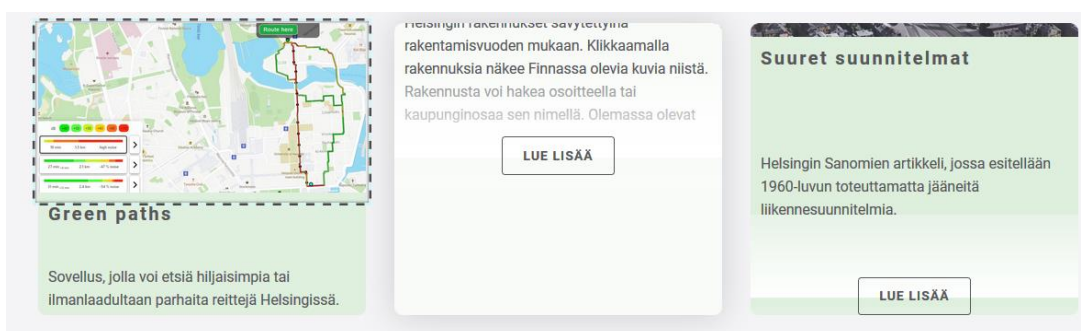 Route here
Green paths
Sovellus, jolla voi etsiä hiljaisimpia tai
ilmanlaadultaan parhaita reittejä Helsingissä.
Helsingin rakennukset sävytettyinä
rakentamisvuoden mukaan. Klikkaamalla
rakennuksia näkee Finnassa olevia kuvia niistä.
Rakennusta voi hakea osoitteella tai
kaupunginosaa sen nimellä. Olemassa olevat
LUE LISÄÄ
Suuret suunnitelmat
Helsingin Sanomien artikkeli, jossa esitellään
1960-luvun toteuttamatta jääneitä
liikennesuunnitelmia.
LUE LISÄÄ